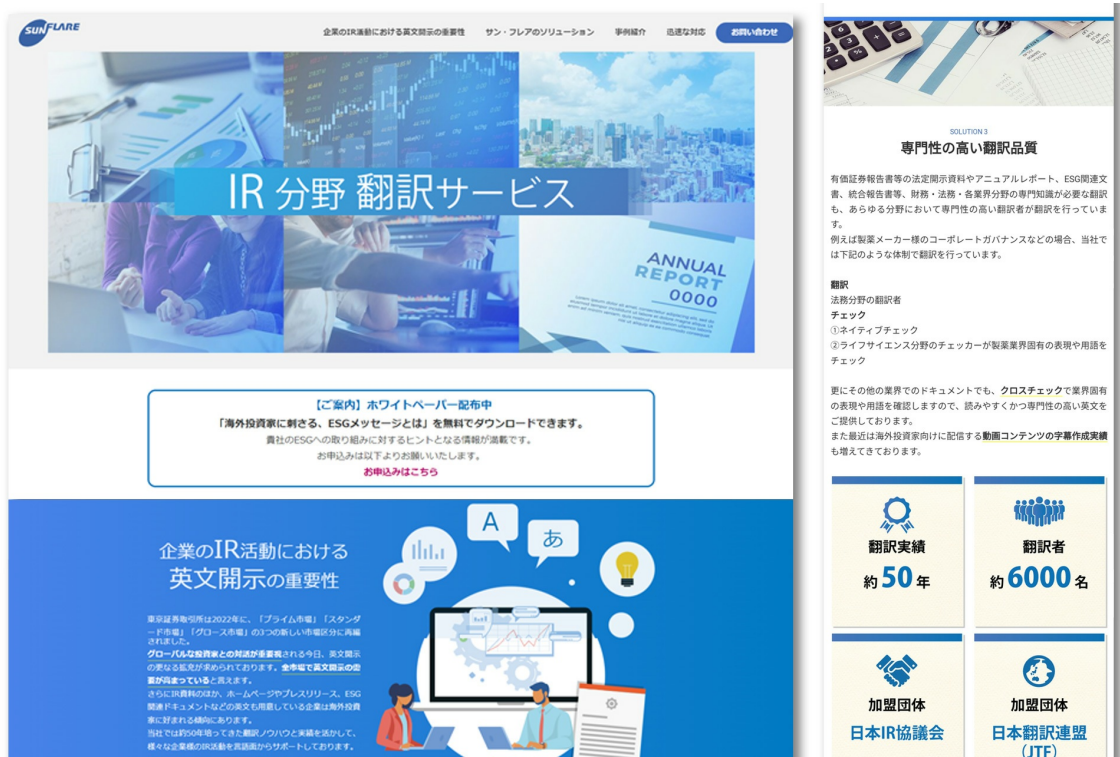 SUNFLARE
企業のIR活動における英文開示の重要性 サン・フレアのソリューション 事例紹介 迅速な対応 お問い合わせ
IR 分野 翻訳サービス
ANNUAL
REPORT
0000
【ご案内】ホワイトペーパー配布中
「海外投資家に刺さる、ESGメッセージとは」を無料でダウンロードできます。
貴社のESGへの取り組みに対するヒントとなる情報が満載です。
お申込みは以下よりお願いいたします。
お申込みはこちら
企業のIR活動における
英文開示の重要性
A
あ
東京証券取引所は2022年に、「プライム市場」「スタンダ
ード市場」「グロース市場」の3つの新しい市場区分に再編
されました。
グローバルな投資家との対話が重要視される今日、英文開示
の更なる拡充が求められております。全市場で英文開示の需
要が高まっていると言えます。
さらにIR資料のほか、ホームページやプレスリリース、ESG
関連ドキュメントなどの英文も用意している企業は海外投資
家に好まれる傾向にあります。
当社では約50年培ってきた翻訳ノウハウと実績を活かして、
様々な企業様のIR活動を言語面からサポートしております。
SOLUTION 3
専門性の高い翻訳品質
有価証券報告書等の法定開示資料やアニュアルレポート、ESG関連文
書、統合報告書等、財務・法務・各業界分野の専門知識が必要な翻訳
も、あらゆる分野において専門性の高い翻訳者が翻訳を行っていま
す。
例えば製薬メーカー様のコーポレートガバナンスなどの場合、当社で
は下記のような体制で翻訳を行っています。
翻訳
法務分野の翻訳者
チェック
①ネイティブチェック
②ライフサイエンス分野のチェッカーが製薬業界固有の表現や用語を
チェック
更にその他の業界でのドキュメントでも、クロスチェックで業界固有
の表現や用語を確認しますので、読みやすくかつ専門性の高い英文を
ご提供しております。
また最近は海外投資家向けに配信する動画コンテンツの字幕作成実績
も増えてきております。
翻訳実績
約50年
翻訳者
約6000名
加盟団体
日本IR協議会
加盟団体
日本翻訳連盟
（JTF）